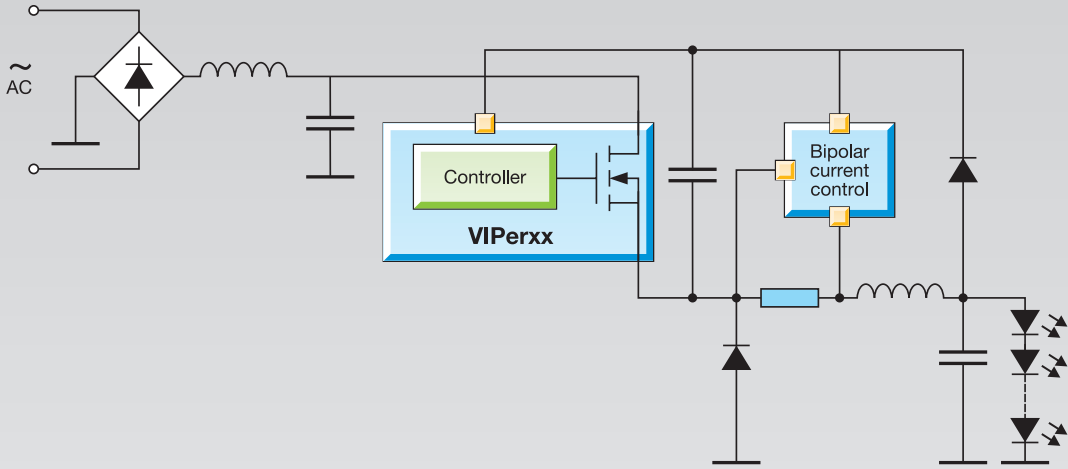 ~
AC
Controller
VIPerxx
Bipolar
current
control